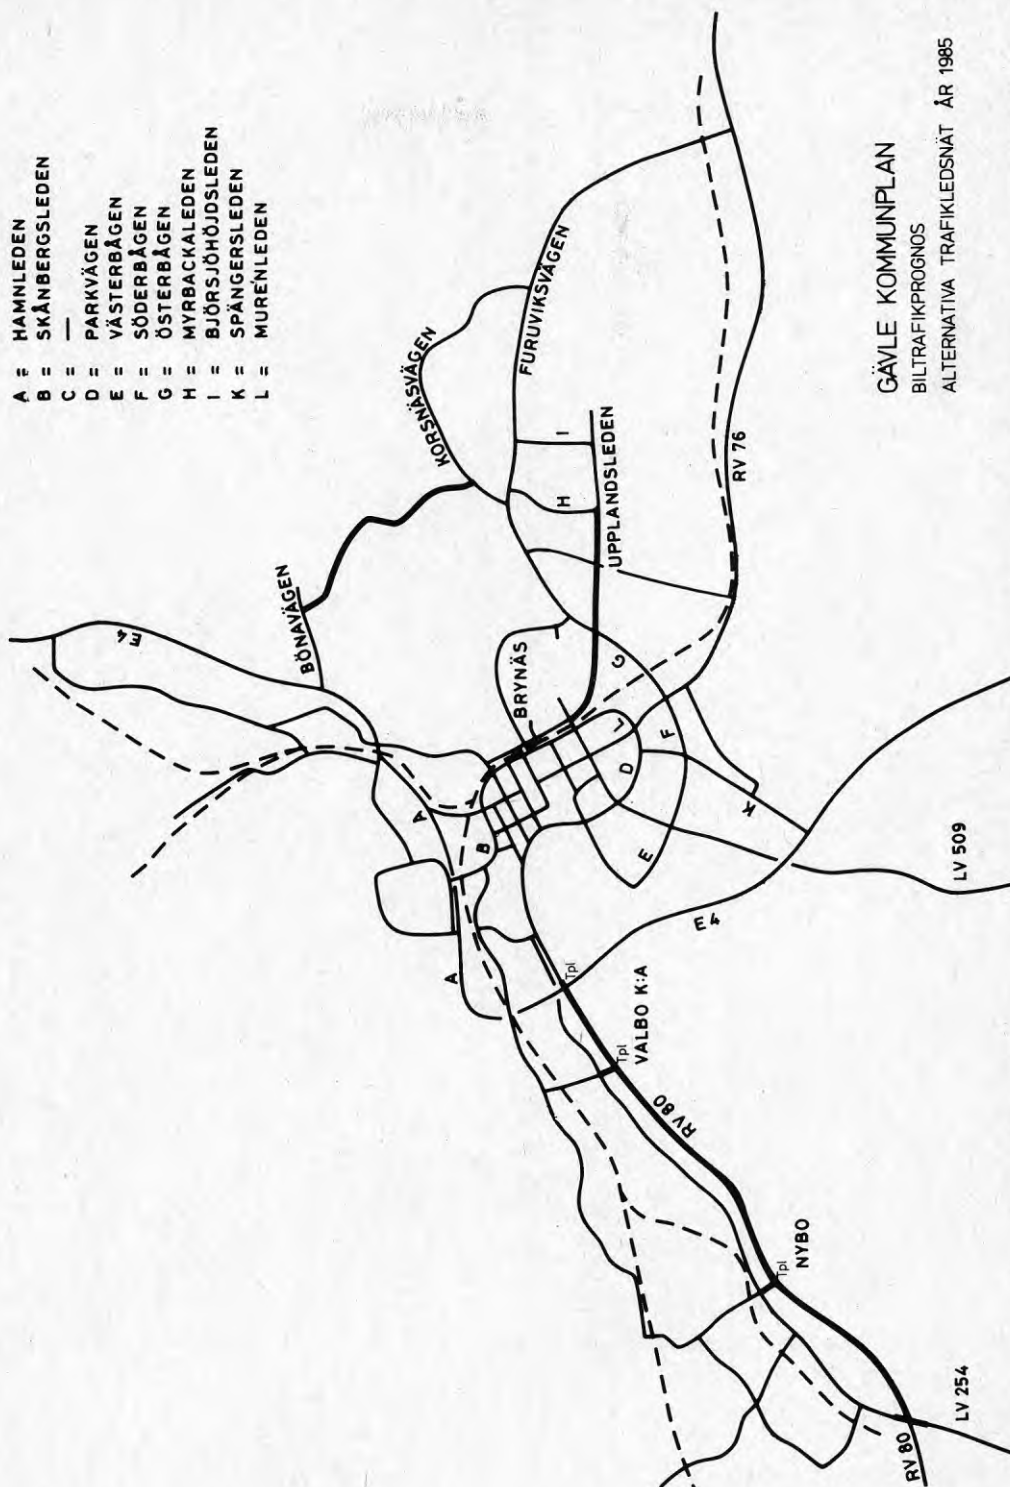 A = HAMNLEDEN
B = SKÅNBERGSLEDEN
C = —
D = PARKVÄGEN
E = VÄSTERBÅGEN
F = SÖDERBÅGEN
G = ÖSTERBÅGEN
H = MYRBACKALEDEN
I = BJÖRSJÖHÖJDSLEDEN
K = SPÄNGERSLEDEN
L = MURÉNLEDEN
E4
BÖNAVÄGEN
KORSNÄSVÄGEN
FURUVIKSVÄGEN
I
H
UPPLANDSLEDEN
RV 76
BRYNÄS
G
L
F
D
E
K
A
B
A
E4
LV 509
Tpl
Tpl
VALBO K:A
RV 80
Tpl
NYBO
LV 254
RV 80
GÄVLE KOMMUNPLAN
BILTRAFIKPROGNOS
ALTERNATIVA TRAFIKLEDSNÄT ÅR 1985